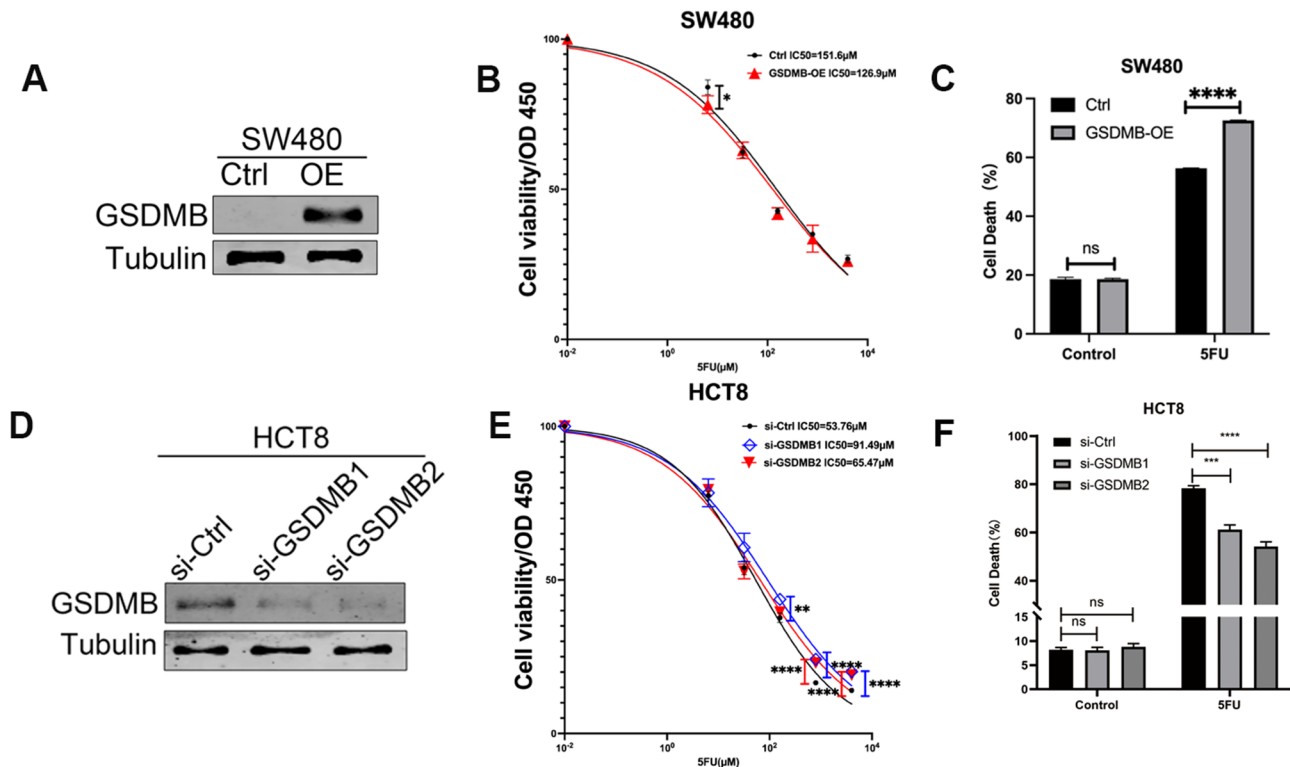 A
SW480
Ctrl OE
GSDMB
Tubulin
B
SW480
Ctrl IC50=151.6μM
GSDMB-OE IC50=126.9μM
*
Cell viability/OD 450
100
50
0
10-2 100 102 104
5FU(μM)
C
SW480
Ctrl
GSDMB-OE
****
ns
Cell Death (%)
80
60
40
20
0
Control 5FU
D
HCT8
si-Ctrl si-GSDMB1 si-GSDMB2
GSDMB
Tubulin
E
HCT8
si-Ctrl IC50=53.76μM
si-GSDMB1 IC50=91.49μM
si-GSDMB2 IC50=65.47μM
**
**** ****
**** ****
Cell viability/OD 450
100
50
0
10-2 100 102 104
5FU(μM)
F
HCT8
si-Ctrl
si-GSDMB1
si-GSDMB2
****
***
ns
ns
Cell Death(%)
100
80
60
40
15
10
5
0
Control 5FU